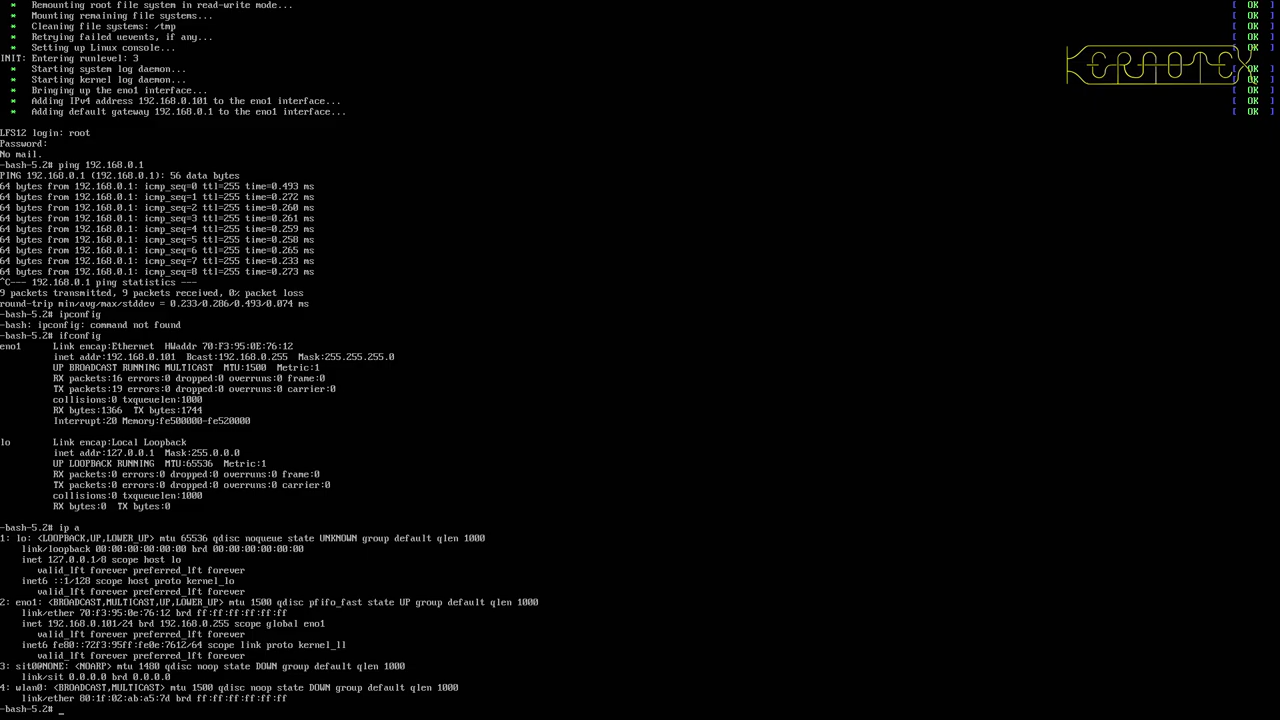 * Remounting root file system in read-write mode... [ OK ]
* Mounting remaining file systems... [ OK ]
* Cleaning file systems: /tmp [ OK ]
* Retrying failed uevents, if any... [ OK ]
* Setting up Linux console... [ OK ]
INIT: Entering runlevel: 3
* Starting system log daemon... [ OK ]
* Starting kernel log daemon... [ OK ]
* Bringing up the eno1 interface... [ OK ]
* Adding IPv4 address 192.168.0.101 to the eno1 interface... [ OK ]
* Adding default gateway 192.168.0.1 to the eno1 interface... [ OK ]
LFS12 login: root
Password:
No mail.
-bash-5.2# ping 192.168.0.1
PING 192.168.0.1 (192.168.0.1): 56 data bytes
64 bytes from 192.168.0.1: icmp_seq=0 ttl=255 time=0.493 ms
64 bytes from 192.168.0.1: icmp_seq=1 ttl=255 time=0.272 ms
64 bytes from 192.168.0.1: icmp_seq=2 ttl=255 time=0.260 ms
64 bytes from 192.168.0.1: icmp_seq=3 ttl=255 time=0.261 ms
64 bytes from 192.168.0.1: icmp_seq=4 ttl=255 time=0.259 ms
64 bytes from 192.168.0.1: icmp_seq=5 ttl=255 time=0.258 ms
64 bytes from 192.168.0.1: icmp_seq=6 ttl=255 time=0.265 ms
64 bytes from 192.168.0.1: icmp_seq=7 ttl=255 time=0.233 ms
64 bytes from 192.168.0.1: icmp_seq=8 ttl=255 time=0.273 ms
^C--- 192.168.0.1 ping statistics ---
9 packets transmitted, 9 packets received, 0% packet loss
round-trip min/avg/max/stddev = 0.233/0.286/0.493/0.074 ms
-bash-5.2# ipconfig
-bash: ipconfig: command not found
-bash-5.2# ifconfig
eno1 Link encap:Ethernet HWaddr 70:F3:95:0E:76:12
inet addr:192.168.0.101 Bcast:192.168.0.255 Mask:255.255.255.0
UP BROADCAST RUNNING MULTICAST MTU:1500 Metric:1
RX packets:16 errors:0 dropped:0 overruns:0 frame:0
TX packets:19 errors:0 dropped:0 overruns:0 carrier:0
collisions:0 txqueuelen:1000
RX bytes:1366 TX bytes:1744
Interrupt:20 Memory:fe500000-fe520000
lo Link encap:Local Loopback
inet addr:127.0.0.1 Mask:255.0.0.0
UP LOOPBACK RUNNING MTU:65536 Metric:1
RX packets:0 errors:0 dropped:0 overruns:0 frame:0
TX packets:0 errors:0 dropped:0 overruns:0 carrier:0
collisions:0 txqueuelen:1000
RX bytes:0 TX bytes:0
-bash-5.2# ip a
1: lo: <LOOPBACK,UP,LOWER_UP> mtu 65536 qdisc noqueue state UNKNOWN group default qlen 1000
link/loopback 00:00:00:00:00:00 brd 00:00:00:00:00:00
inet 127.0.0.1/8 scope host lo
valid_lft forever preferred_lft forever
inet6 ::1/128 scope host proto kernel_lo
valid_lft forever preferred_lft forever
2: eno1: <BROADCAST,MULTICAST,UP,LOWER_UP> mtu 1500 qdisc pfifo_fast state UP group default qlen 1000
link/ether 70:f3:95:0e:76:12 brd ff:ff:ff:ff:ff:ff
inet 192.168.0.101/24 brd 192.168.0.255 scope global eno1
valid_lft forever preferred_lft forever
inet6 fe80::72f3:95ff:fe0e:7612/64 scope link proto kernel_ll
valid_lft forever preferred_lft forever
3: sit0@NONE: <NOARP> mtu 1480 qdisc noop state DOWN group default qlen 1000
link/sit 0.0.0.0 brd 0.0.0.0
4: wlan0: <BROADCAST,MULTICAST> mtu 1500 qdisc noop state DOWN group default qlen 1000
link/ether 80:1f:02:ab:a5:7d brd ff:ff:ff:ff:ff:ff
-bash-5.2# _